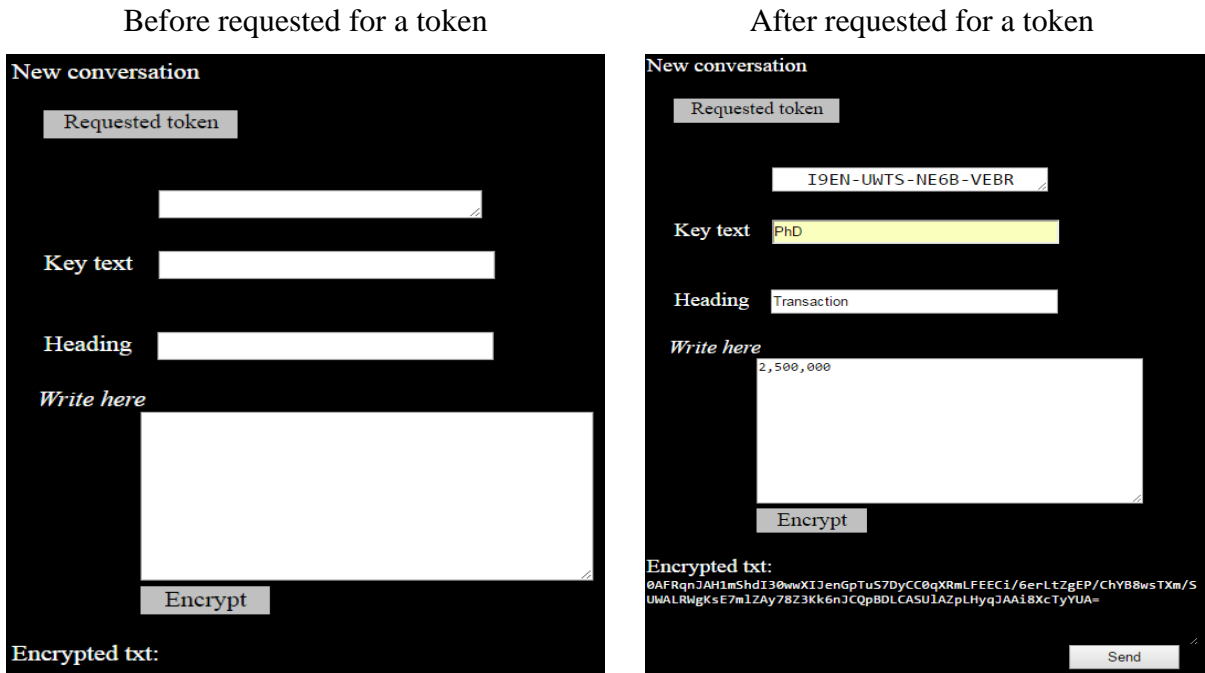 Before requested for a token
New conversation
Requested token
Key text
Heading
Write here
Encrypt
Encrypted txt:
After requested for a token
New conversation
Requested token
I9EN-UWTS-NE6B-VEBR
Key text PhD
Heading Transaction
Write here
2,500,000
Encrypt
Encrypted txt:
0AFRqnJAH1mShdI30wwXIJenGpTuS7DyCC0qXRmLFEECi/6erLtZgEP/ChYB8wsTXm/S
UWALRWgKsE7mlZAy78Z3Kk6nJCQpBDLCASUlAZpLHyqJAAi8XcTyYUA=
Send